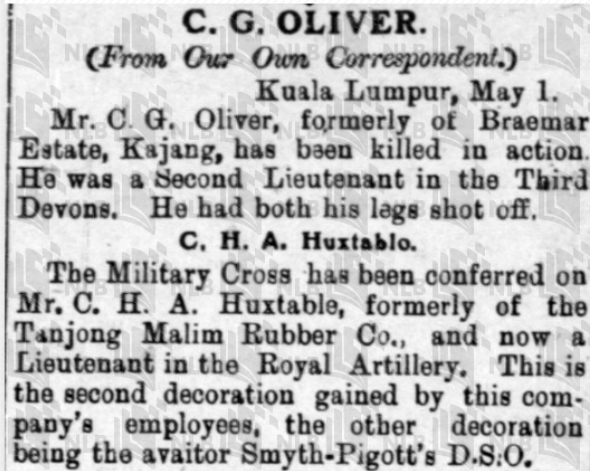 C. G. OLIVER.
(From Our Own Correspondent.)
Kuala Lumpur, May 1.
Mr. C. G. Oliver, formerly of Braemar
Estate, Kajang, has been killed in action.
He was a Second Lieutenant in the Third
Devons. He had both his legs shot off.
C. H. A. Huxtablo.
The Military Cross has been conferred on
Mr. C. H. A. Huxtable, formerly of the
Tanjong Malim Rubber Co., and now a
Lieutenant in the Royal Artillery. This is
the second decoration gained by this com-
pany's employees, the other decoration
being the avaitor Smyth-Pigott's D.S.O.